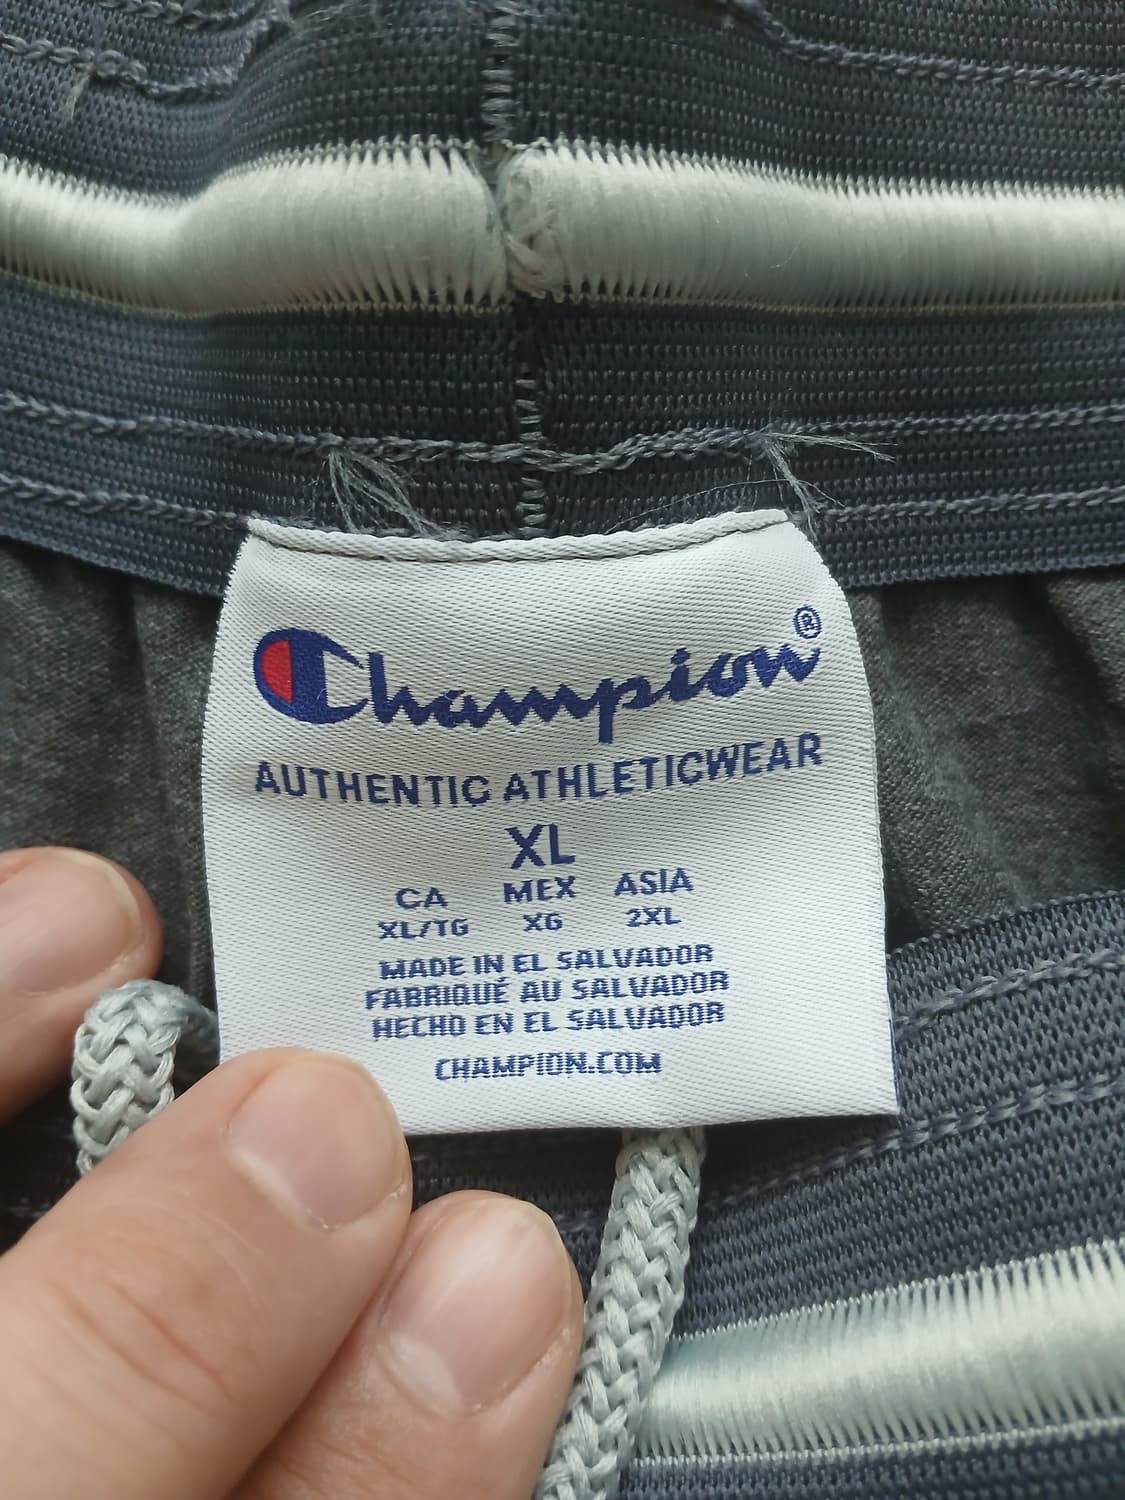 Champion®
AUTHENTIC ATHLETICWEAR
XL
CA MEX ASIA
XL/TG XG 2XL
MADE IN EL SALVADOR
FABRIQUÉ AU SALVADOR
HECHO EN EL SALVADOR
CHAMPION.COM